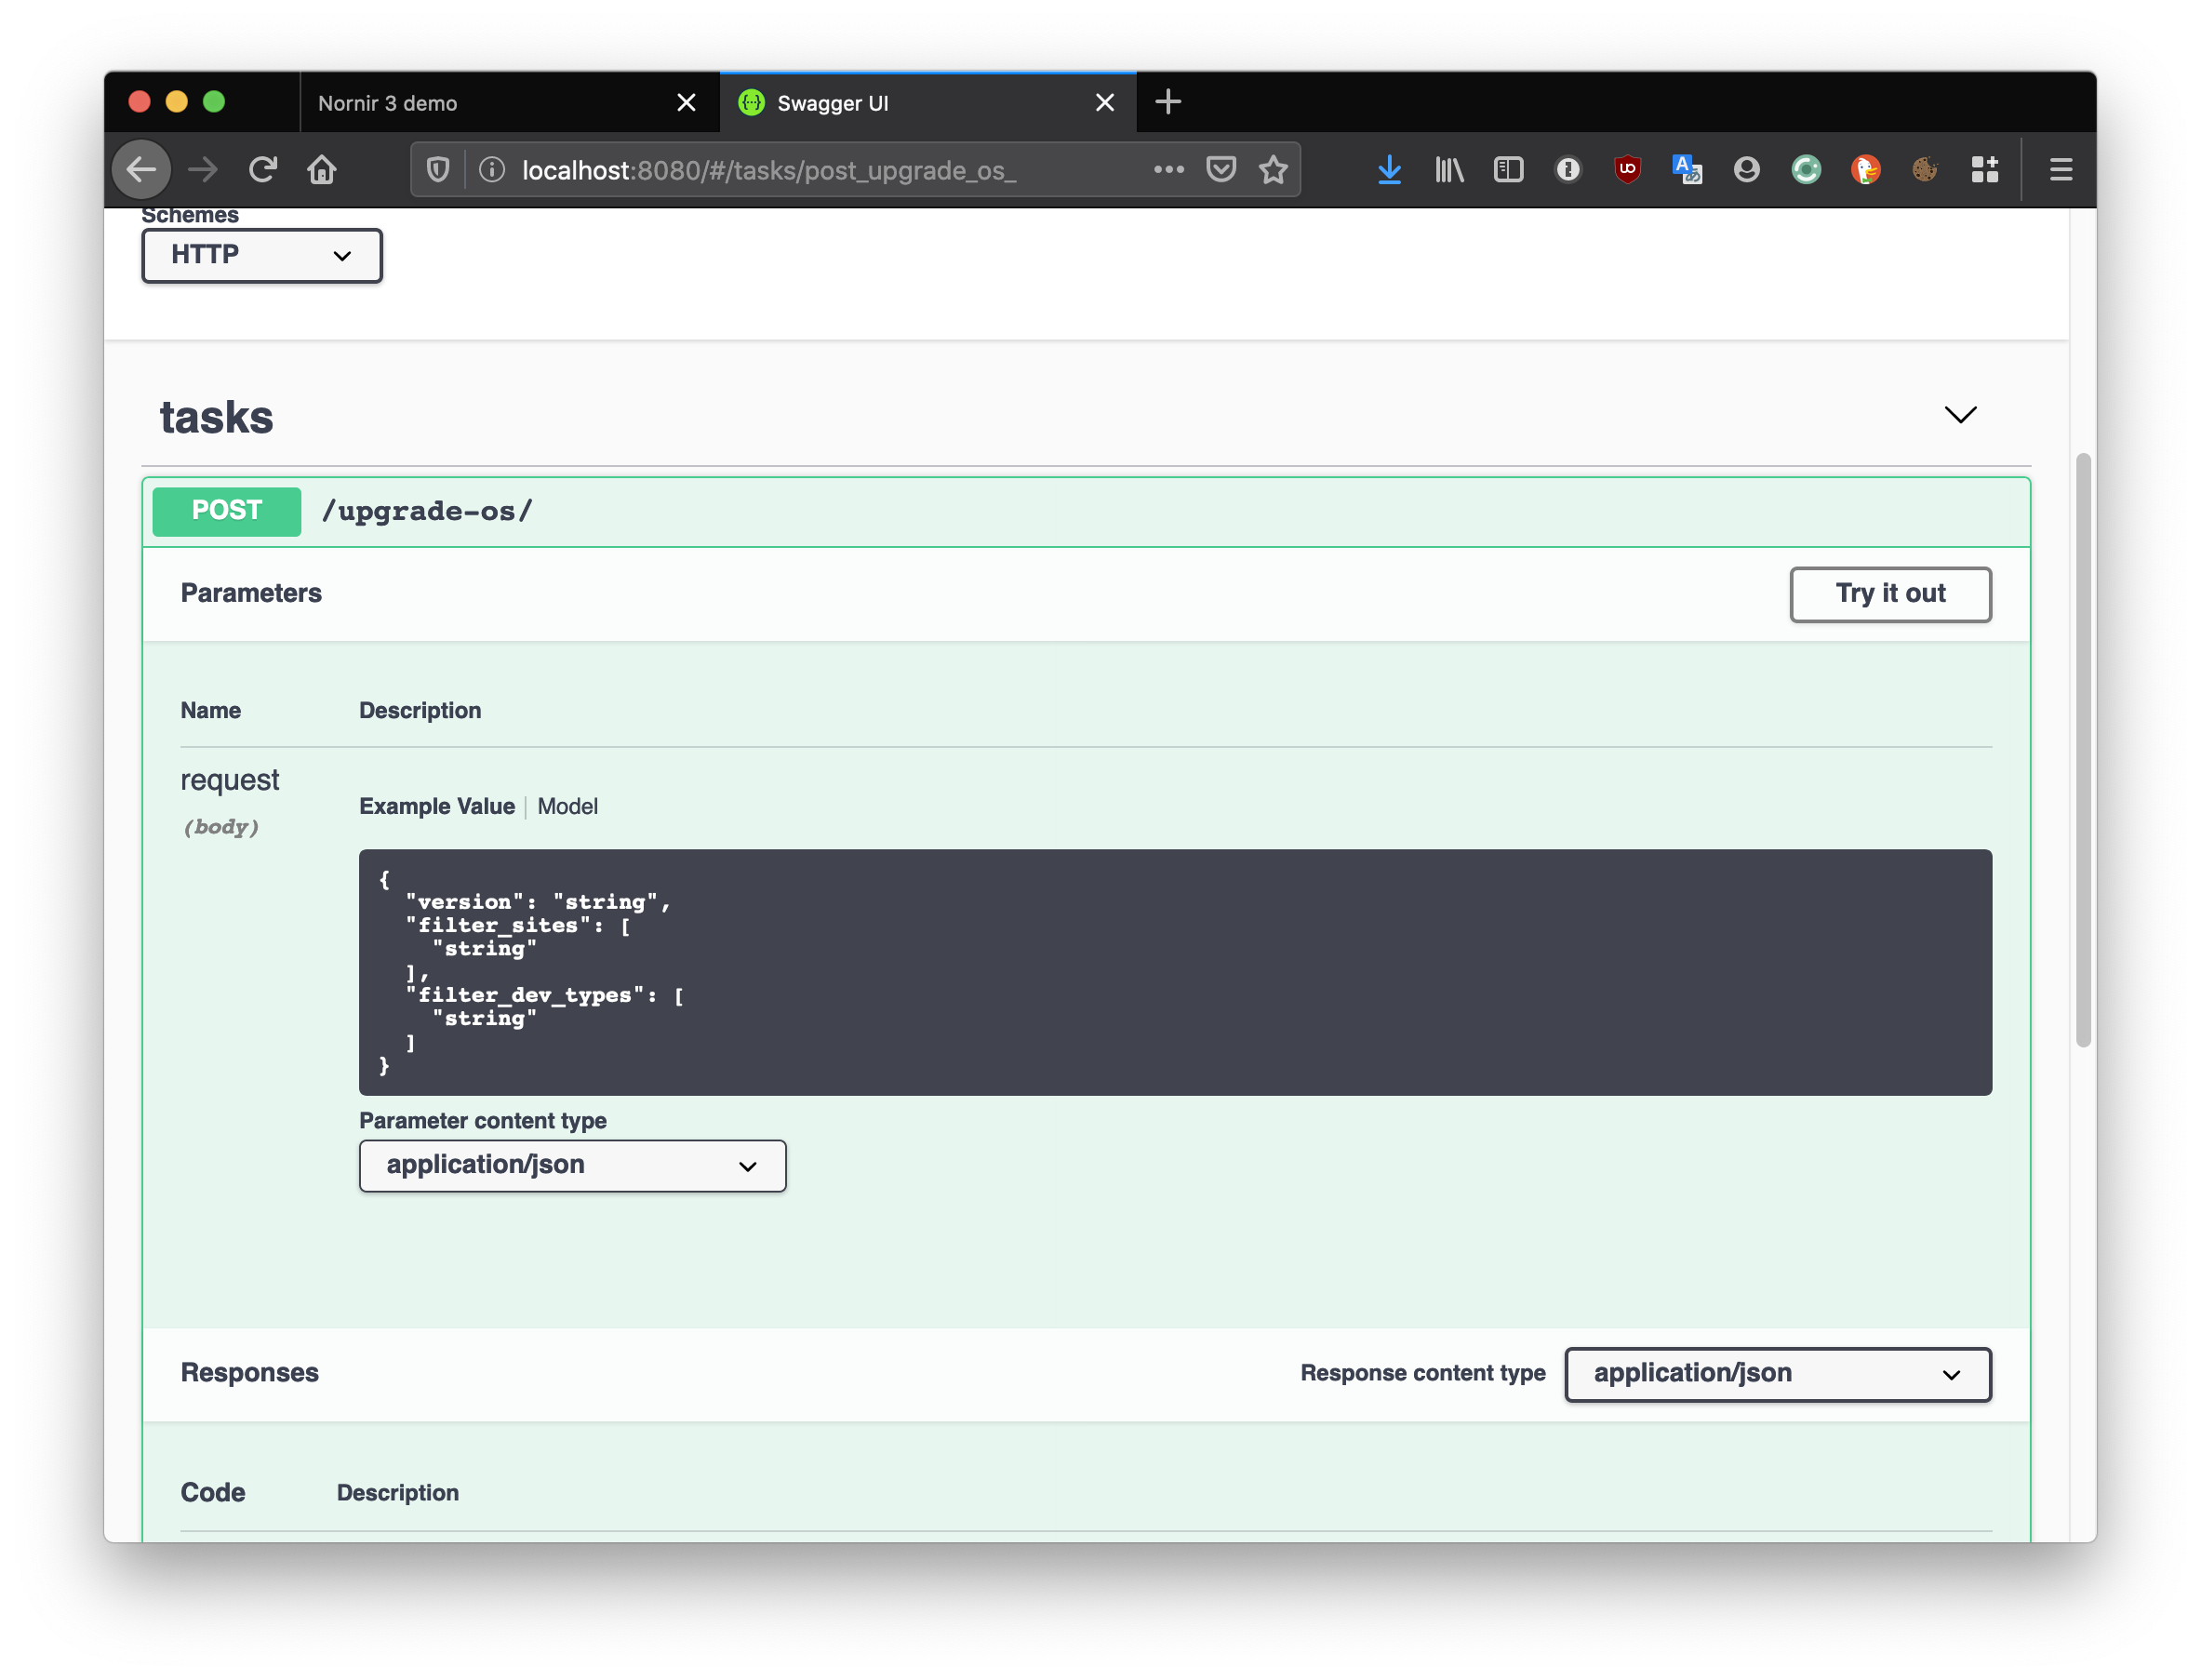 Nornir 3 demo
Swagger UI
localhost:8080/#/tasks/post_upgrade_os_
Schemes
HTTP
tasks
POST /upgrade-os/
Parameters
Try it out
Name Description
request
(body)
Example Value Model
{
"version": "string",
"filter_sites": [
"string"
],
"filter_dev_types": [
"string"
]
}
Parameter content type
application/json
Responses
Response content type application/json
Code Description